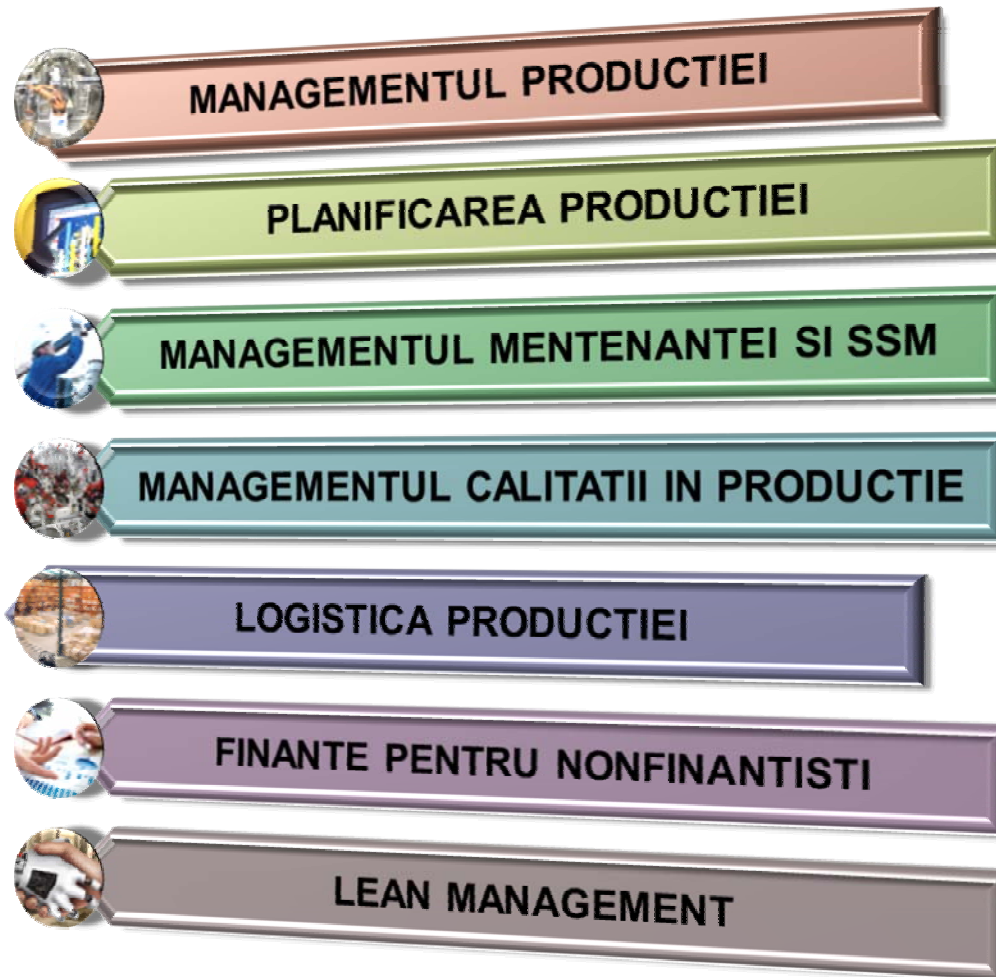 MANAGEMENTUL PRODUCTIEI
PLANIFICAREA PRODUCTIEI
MANAGEMENTUL MENTENANTEI SI SSM
MANAGEMENTUL CALITATII IN PRODUCTIE
LOGISTICA PRODUCTIEI
FINANTE PENTRU NONFINANTISTI
LEAN MANAGEMENT